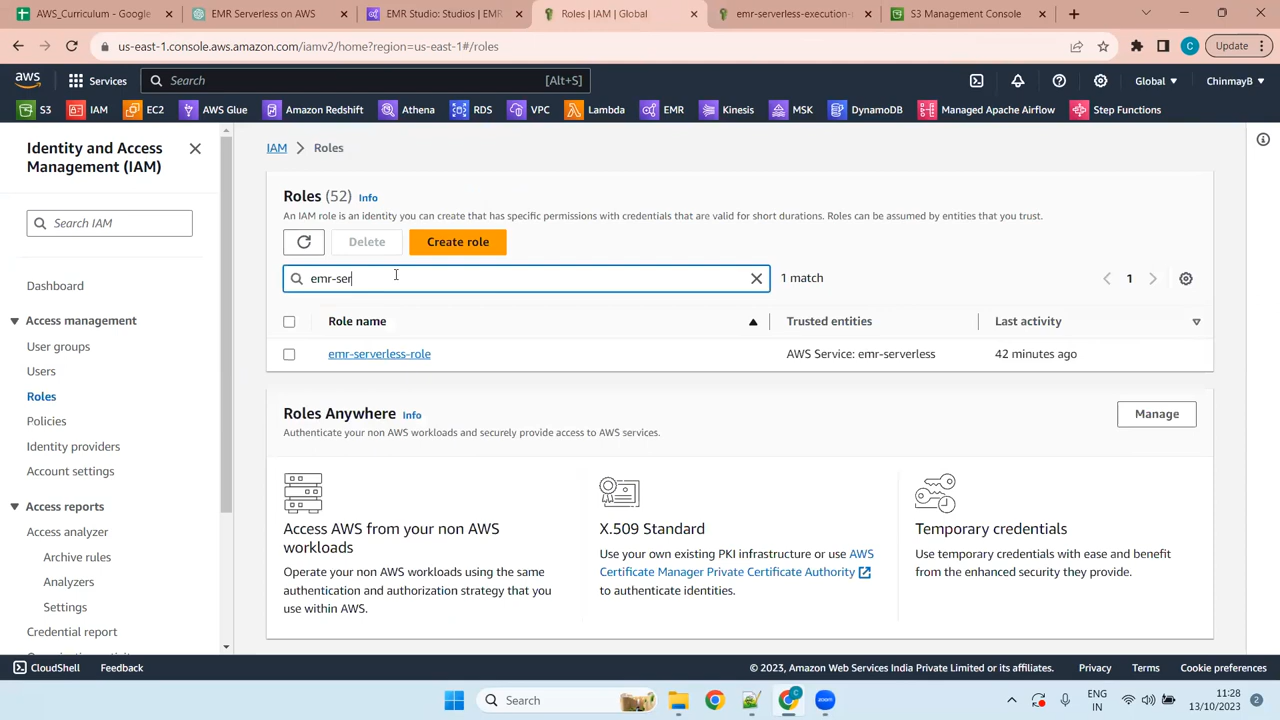 AWS_Curriculum - Google
EMR Serverless on AWS
EMR Studio: Studios | EMR
Roles | IAM | Global
emr-serverless-execution-
S3 Management Console
us-east-1.console.aws.amazon.com/iamv2/home?region=us-east-1#/roles
C
Update
aws
Services
Search
[Alt+S]
Global
ChinmayB
S3
IAM
EC2
AWS Glue
Amazon Redshift
Athena
RDS
VPC
Lambda
EMR
Kinesis
MSK
DynamoDB
Managed Apache Airflow
Step Functions
Identity and Access
Management (IAM)
Search IAM
Dashboard
Access management
User groups
Users
Roles
Policies
Identity providers
Account settings
Access reports
Access analyzer
Archive rules
Analyzers
Settings
Credential report
IAM
Roles
Roles (52) Info
An IAM role is an identity you can create that has specific permissions with credentials that are valid for short durations. Roles can be assumed by entities that you trust.
Delete
Create role
emr-ser
1 match
1
Role name
Trusted entities
Last activity
emr-serverless-role
AWS Service: emr-serverless
42 minutes ago
Roles Anywhere Info
Authenticate your non AWS workloads and securely provide access to AWS services.
Manage
Access AWS from your non AWS
workloads
Operate your non AWS workloads using the same
authentication and authorization strategy that you
use within AWS.
X.509 Standard
Use your own existing PKI infrastructure or use AWS
Certificate Manager Private Certificate Authority
to authenticate identities.
Temporary credentials
Use temporary credentials with ease and benefit
from the enhanced security they provide.
CloudShell
Feedback
© 2023, Amazon Web Services India Private Limited or its affiliates.
Privacy
Terms
Cookie preferences
Search
C
zoom
ENG
IN
11:28
13/10/2023
2